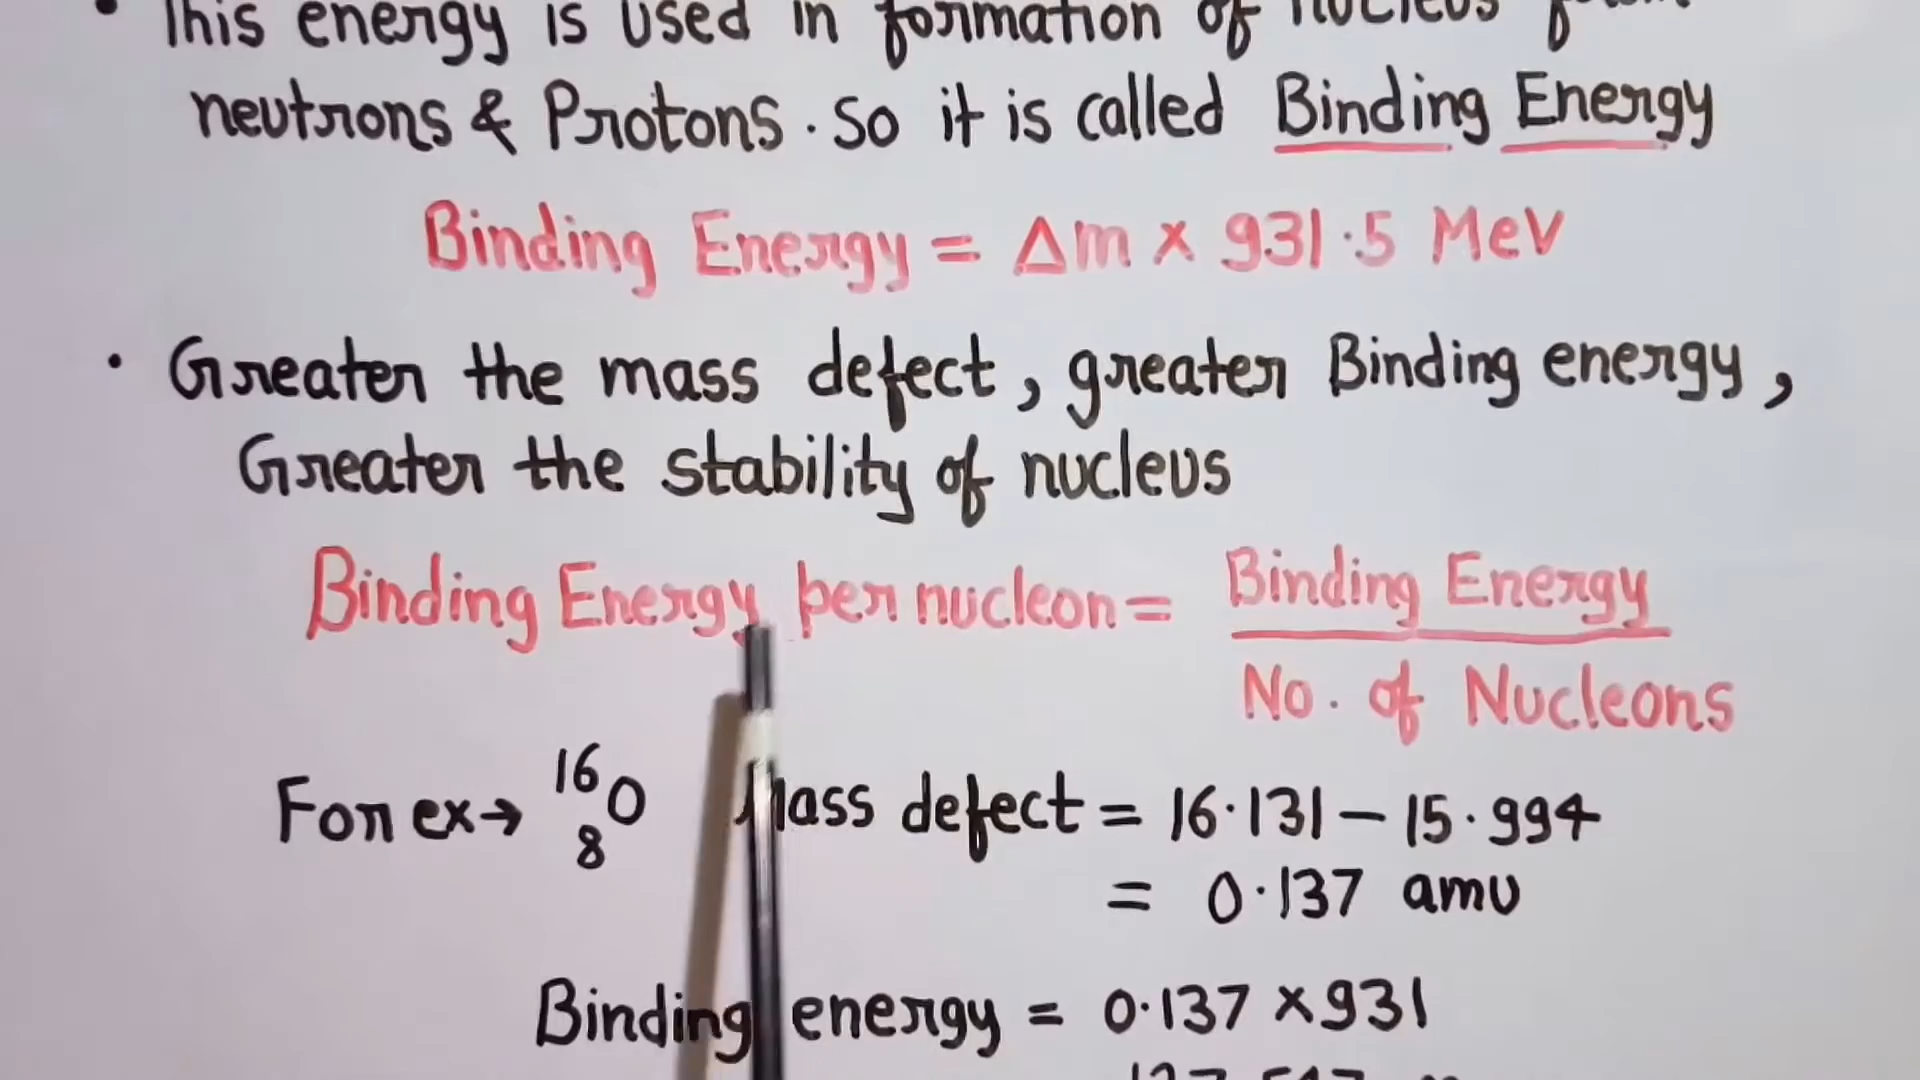 • This energy is used in formation of nucleus from
neutrons & Protons. So it is called Binding Energy
Binding Energy = Δm × 931.5 MeV
• Greater the mass defect, greater Binding energy,
Greater the stability of nucleus
Binding Energy per nucleon = Binding Energy
No. of Nucleons
For ex → 16 8 O Mass defect = 16.131 – 15.994
= 0.137 amu
Binding energy = 0.137 × 931